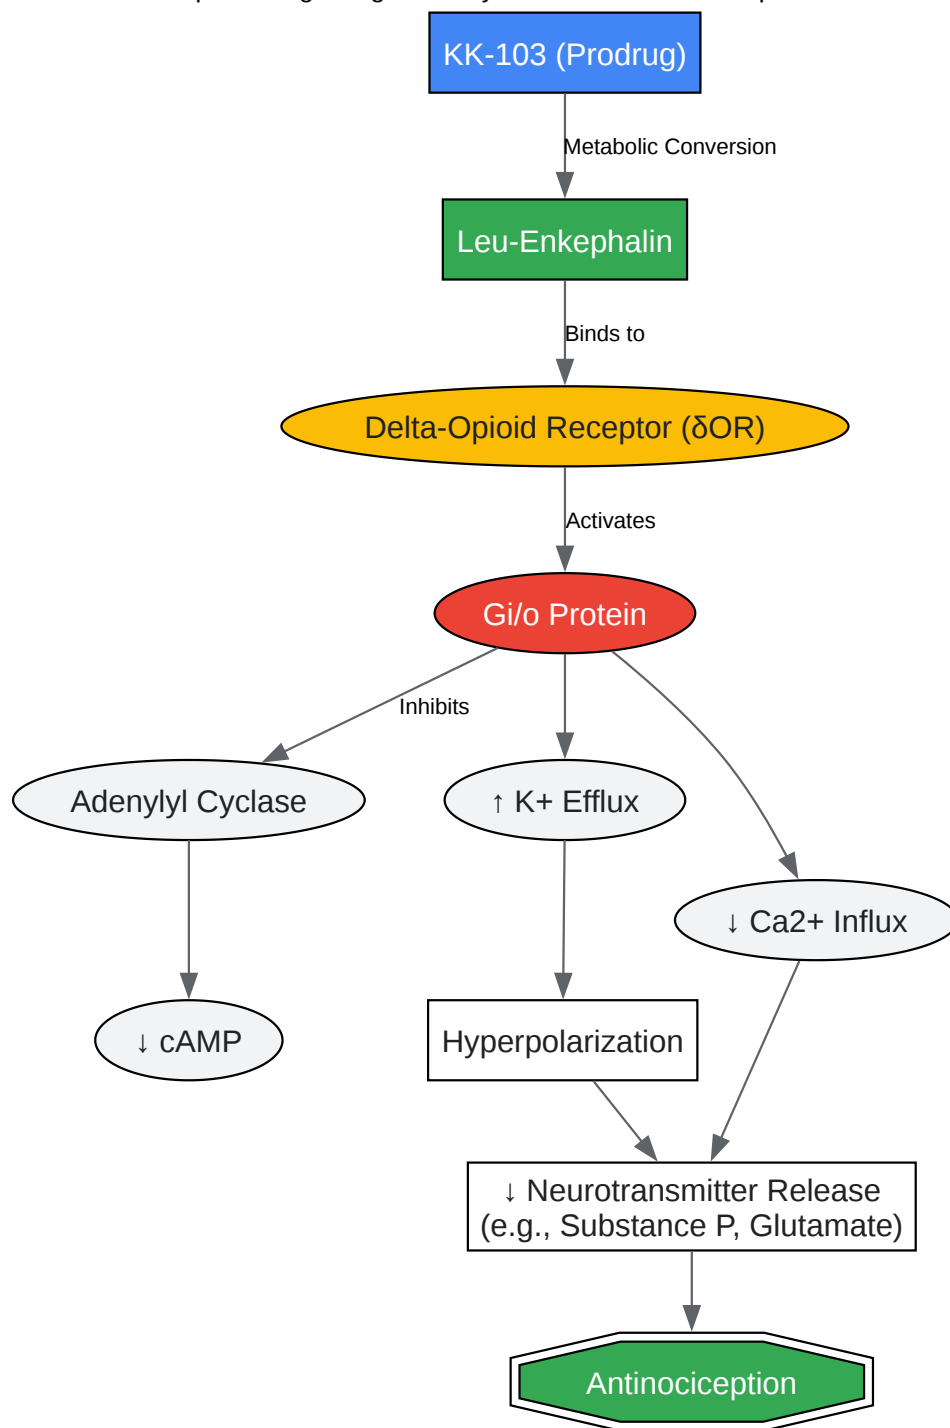 KK-103 (Prodrug)
Metabolic Conversion
Leu-Enkephalin
Binds to
Delta-Opioid Receptor (δOR)
Activates
Gi/o Protein
Inhibits
Adenylyl Cyclase
↑ K+ Efflux
↓ Ca2+ Influx
↓ cAMP
Hyperpolarization
↓ Neurotransmitter Release
(e.g., Substance P, Glutamate)
Antinociception